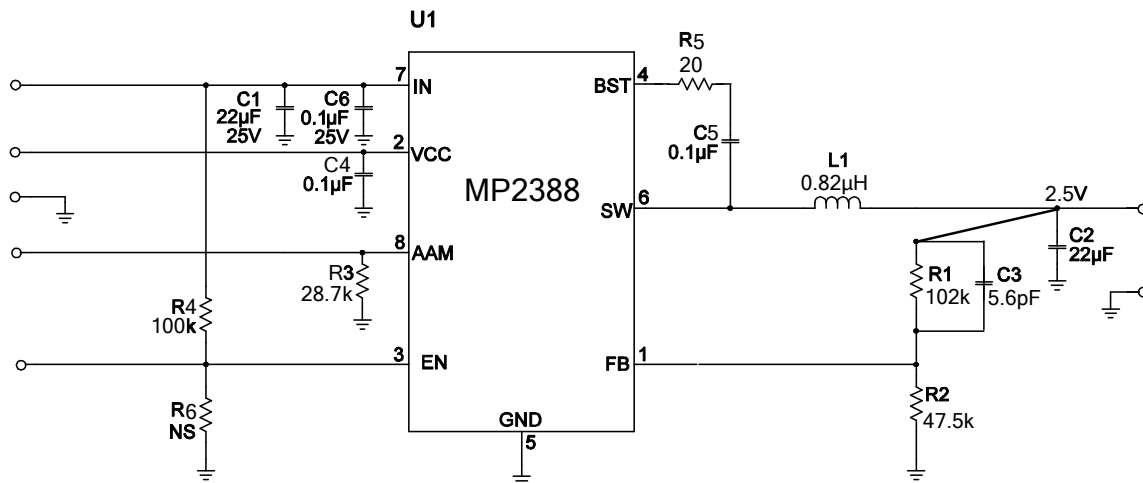 U1
MP2388
7
IN
2
VCC
8
AAM
3
EN
GND
5
4
BST
6
SW
1
FB
C1
22µF
25V
C6
0.1µF
25V
C4
0.1µF
R3
28.7k
R4
100k
R6
NS
R5
20
C5
0.1µF
L1
0.82µH
2.5V
C2
22µF
R1
102k
C3
5.6pF
R2
47.5k